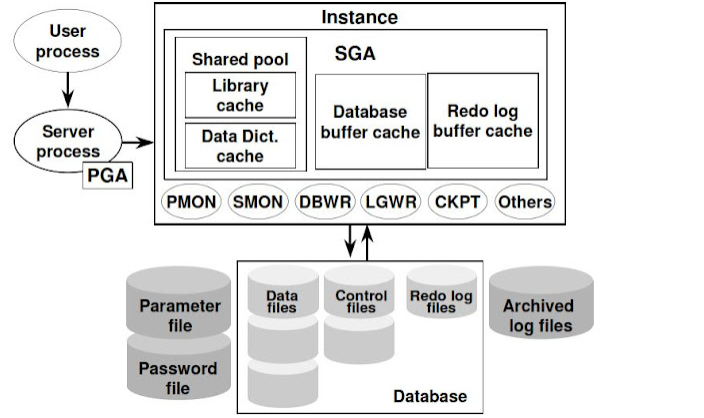 Instance
User
process
SGA
Shared pool
Library
cache
Data Dict.
cache
Database
buffer cache
Redo log
buffer cache
Server
process
PGA
PMON
SMON
DBWR
LGWR
CKPT
Others
Parameter
file
Password
file
Data
files
Control
files
Redo log
files
Database
Archived
log files